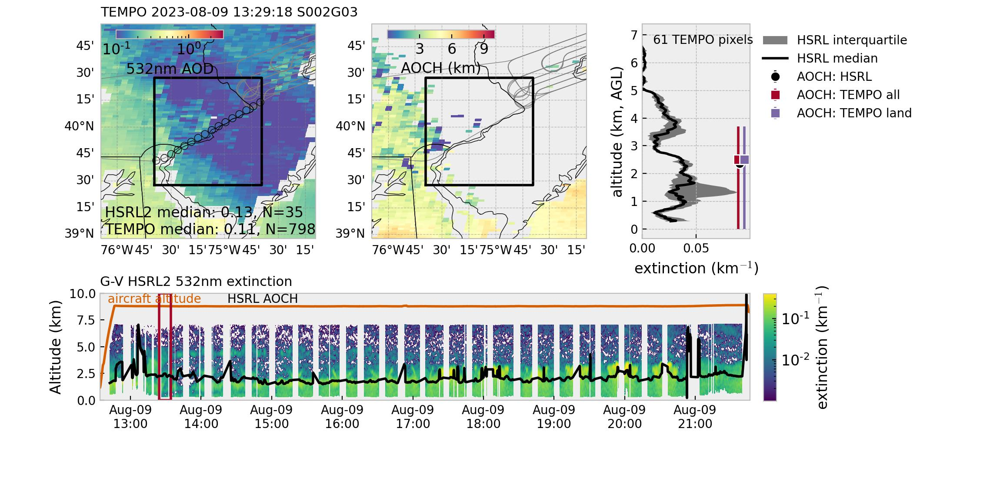 TEMPO 2023-08-09 13:29:18 S002G03
10-1 100
532nm AOD
45'
30'
15'
40°N
45'
30'
15'
39°N
HSRL2 median: 0.13, N=35
TEMPO median: 0.11, N=798
76°W 45' 30' 15' 75°W 45' 30' 15'
3 6 9
AOCH (km)
45'
30'
15'
40°N
45'
30'
15'
39°N
76°W 45' 30' 15' 75°W 45' 30' 15'
61 TEMPO pixels
altitude (km, AGL)
7
6
5
4
3
2
1
0
0.00 0.05
extinction (km−1)
HSRL interquartile
HSRL median
AOCH: HSRL
AOCH: TEMPO all
AOCH: TEMPO land
G-V HSRL2 532nm extinction
aircraft altitude HSRL AOCH
Altitude (km)
10.0
7.5
5.0
2.5
0.0
Aug-09 Aug-09 Aug-09 Aug-09 Aug-09 Aug-09 Aug-09 Aug-09 Aug-09
13:00 14:00 15:00 16:00 17:00 18:00 19:00 20:00 21:00
10-1
10-2
extinction (km−1)